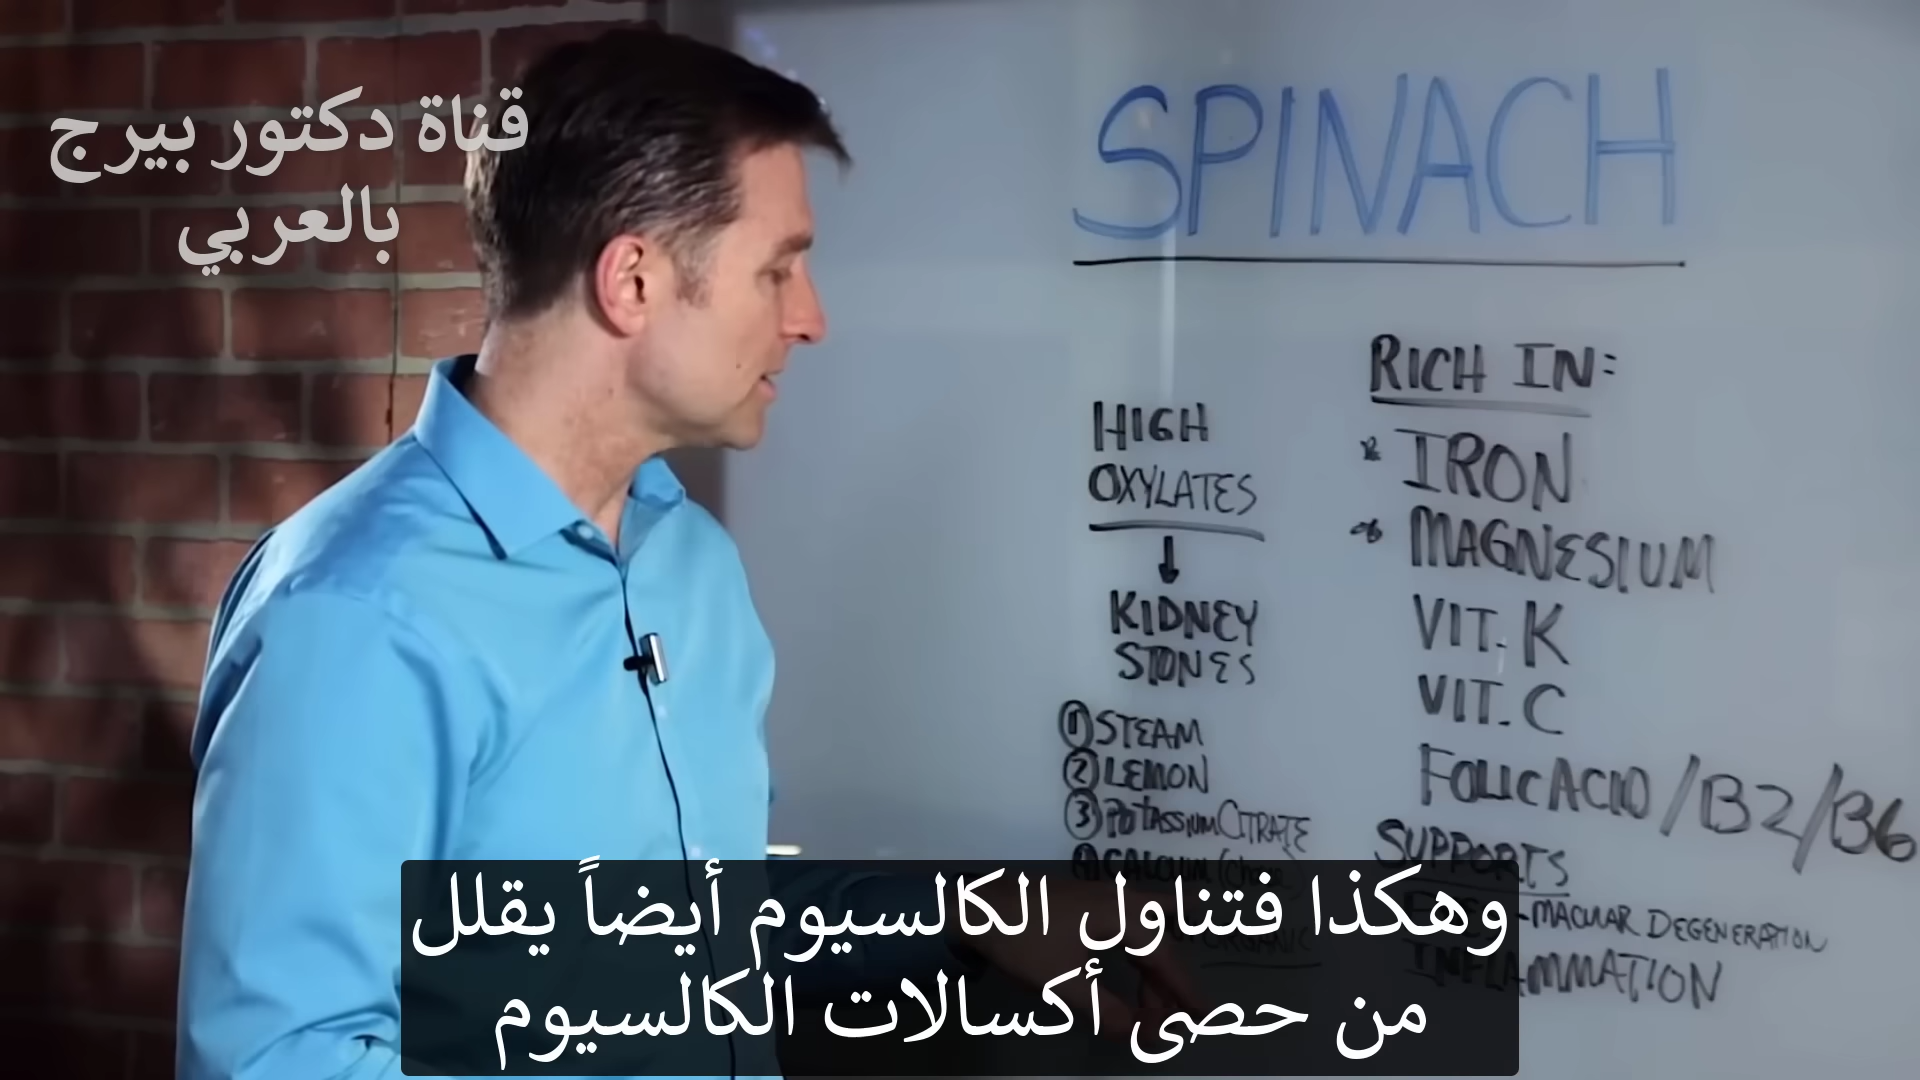 قناة دكتور بيرج
بالعربي
SPINACH
HIGH
OXYLATES
KIDNEY
STONES
① STEAM
② LEMON
③ POTASSIUM CITRATE
④ CALCIUM
RICH IN:
IRON
MAGNESIUM
VIT. K
VIT. C
FOLIC ACID / B2 / B6
SUPPORTS
- MACULAR DEGENERATION
INFLAMMATION
وهكذا فتناول الكالسيوم أيضاً يقلل
من حصى أكسالات الكالسيوم